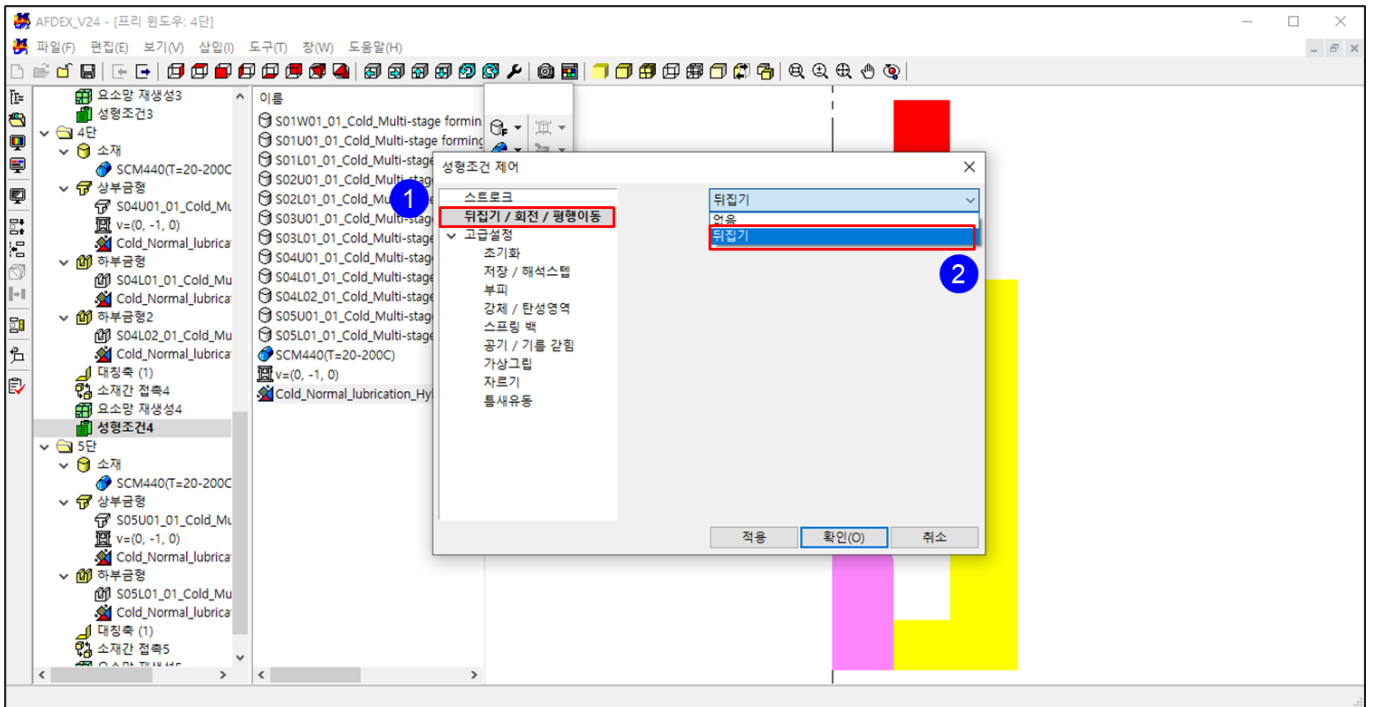 AFDEX_V24 - [프리 윈도우: 4단]
파일(F) 편집(E) 보기(V) 삽입(I) 도구(T) 창(W) 도움말(H)
요소망 재생성3
성형조건3
4단
소재
SCM440(T=20-200C
상부금형
S04U01_01_Cold_Mu
v=(0, -1, 0)
Cold_Normal_lubrica
하부금형
S04L01_01_Cold_Mu
Cold_Normal_lubrica
하부금형2
S04L02_01_Cold_Mu
Cold_Normal_lubrica
대칭축 (1)
소재간 접촉4
요소망 재생성4
성형조건4
5단
소재
SCM440(T=20-200C
상부금형
S05U01_01_Cold_Mu
v=(0, -1, 0)
Cold_Normal_lubrica
하부금형
S05L01_01_Cold_Mu
Cold_Normal_lubrica
대칭축 (1)
소재간 접촉5
이름
S01W01_01_Cold_Multi-stage formin
S01U01_01_Cold_Multi-stage forming
S01L01_01_Cold_Multi-stage
S02U01_01_Cold_Multi-stag
S02L01_01_Cold_Mu
S03U01_01_Cold_Multi-stag
S03L01_01_Cold_Multi-stage
S04U01_01_Cold_Multi-stag
S04L01_01_Cold_Multi-stage
S04L02_01_Cold_Multi-stage
S05U01_01_Cold_Multi-stag
S05L01_01_Cold_Multi-stage
SCM440(T=20-200C)
v=(0, -1, 0)
Cold_Normal_lubrication_Hy
성형조건 제어
1
스트로크
뒤집기 / 회전 / 평행이동
고급설정
초기화
저장 / 해석스텝
부피
강체 / 탄성영역
스프링 백
공기 / 기름 갇힘
가상그립
자르기
틈새유동
뒤집기
없음
뒤집기
2
적용
확인(O)
취소